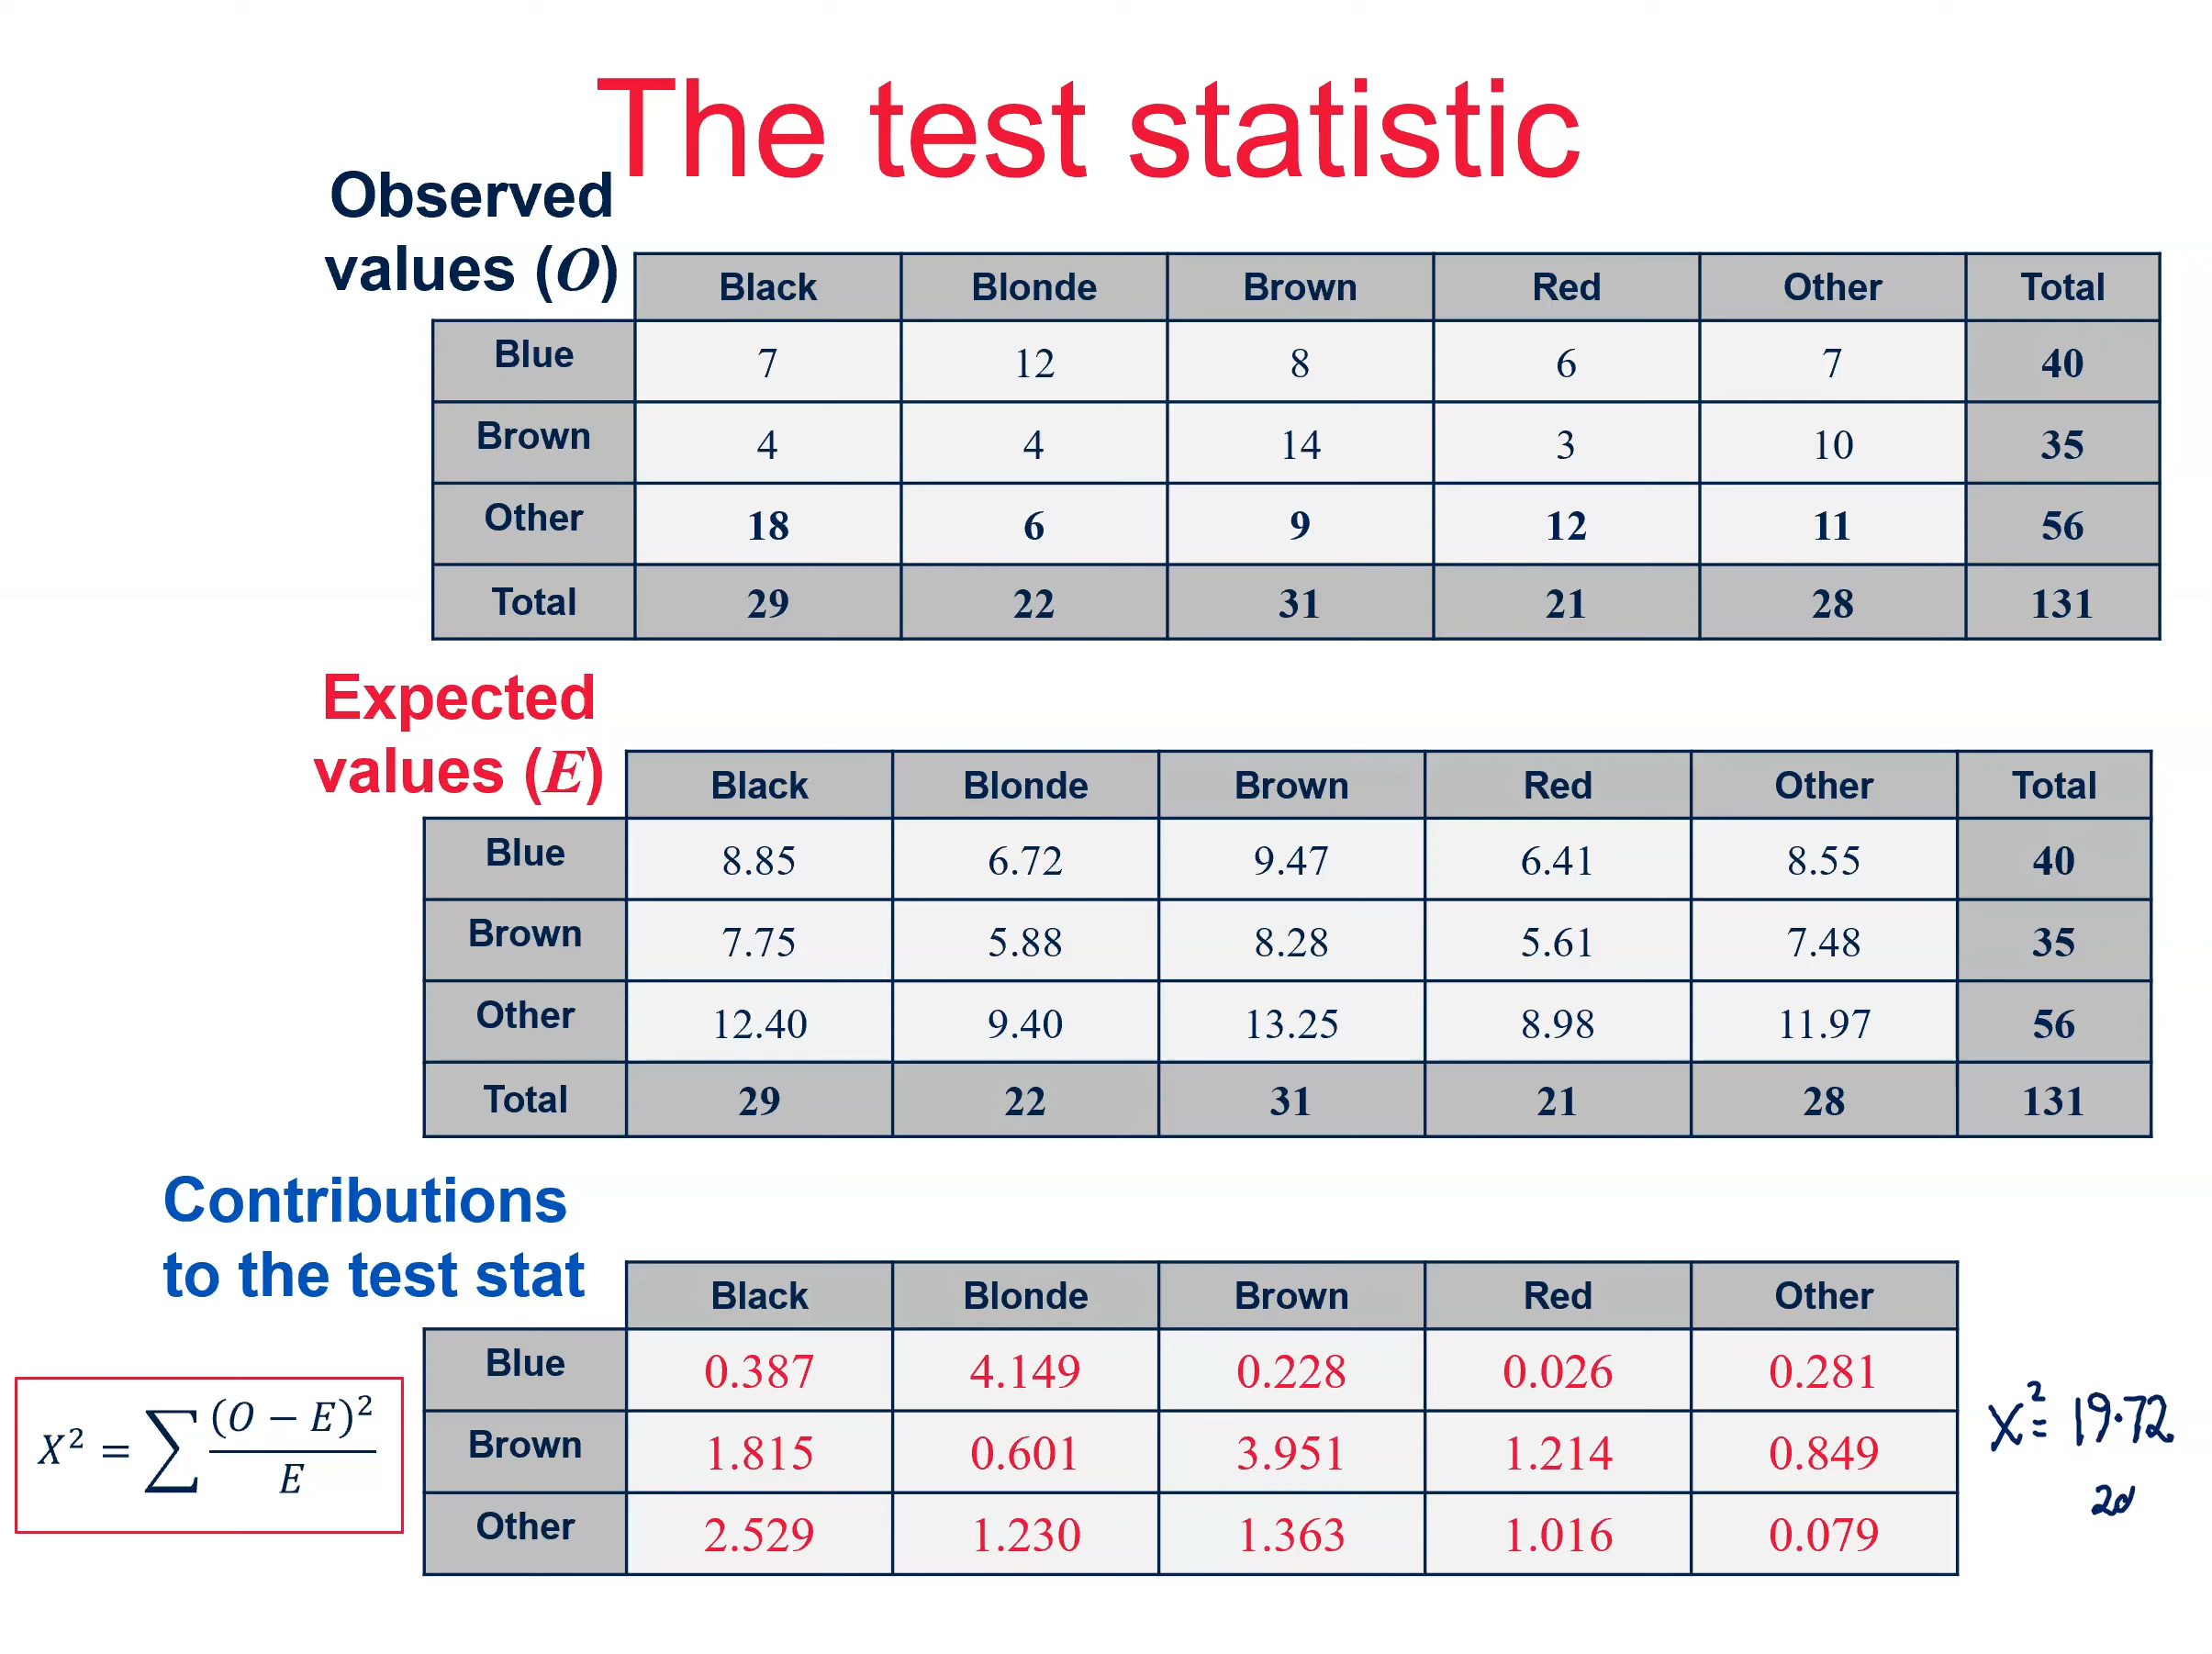 The test statistic
Observed
values (O)
Black Blonde Brown Red Other Total
Blue 7 12 8 6 7 40
Brown 4 4 14 3 10 35
Other 18 6 9 12 11 56
Total 29 22 31 21 28 131
Expected
values (E)
Black Blonde Brown Red Other Total
Blue 8.85 6.72 9.47 6.41 8.55 40
Brown 7.75 5.88 8.28 5.61 7.48 35
Other 12.40 9.40 13.25 8.98 11.97 56
Total 29 22 31 21 28 131
Contributions
to the test stat
Black Blonde Brown Red Other
Blue 0.387 4.149 0.228 0.026 0.281
Brown 1.815 0.601 3.951 1.214 0.849
Other 2.529 1.230 1.363 1.016 0.079
X² = ∑ (O − E)² / E
X² = 19.72
2d